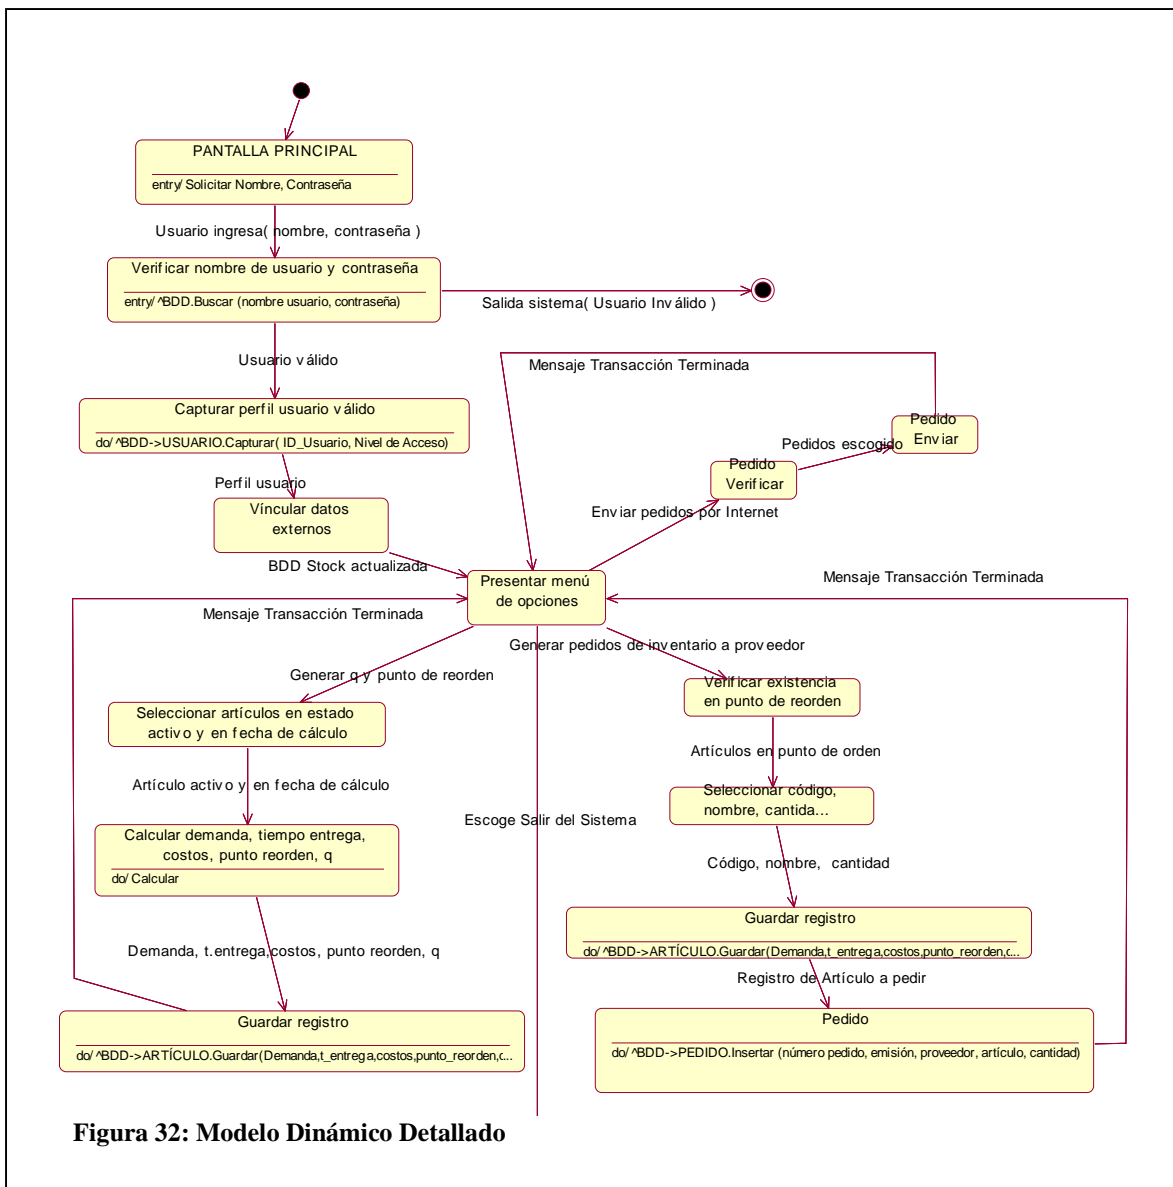 PANTALLA PRINCIPAL
entry/ Solicitar Nombre, Contraseña
Usuario ingresa( nombre, contraseña )
Verificar nombre de usuario y contraseña
entry/ ^BDD.Buscar (nombre usuario, contraseña)
Salida sistema( Usuario Inválido )
Usuario válido
Mensaje Transacción Terminada
Capturar perfil usuario válido
do/ ^BDD->USUARIO.Capturar( ID_Usuario, Nivel de Acceso)
Pedido
Enviar
Pedidos escogido
Pedido
Verificar
Perfil usuario
Víncular datos
externos
Enviar pedidos por Internet
BDD Stock actualizada
Presentar menú
de opciones
Mensaje Transacción Terminada
Mensaje Transacción Terminada
Generar pedidos de inventario a proveedor
Generar q y punto de reorden
Verificar existencia
en punto de reorden
Seleccionar artículos en estado
activo y en fecha de cálculo
Artículos en punto de orden
Artículo activo y en fecha de cálculo
Seleccionar código,
nombre, cantida...
Escoge Salir del Sistema
Calcular demanda, tiempo entrega,
costos, punto reorden, q
do/ Calcular
Código, nombre, cantidad
Guardar registro
do/ ^BDD->ARTÍCULO.Guardar(Demanda,t_entrega,costos,punto_reorden,c...
Demanda, t.entrega,costos, punto reorden, q
Registro de Artículo a pedir
Guardar registro
do/ ^BDD->ARTÍCULO.Guardar(Demanda,t_entrega,costos,punto_reorden,c...
Pedido
do/ ^BDD->PEDIDO.Insertar (número pedido, emisión, proveedor, artículo, cantidad)
Figura 32: Modelo Dinámico Detallado